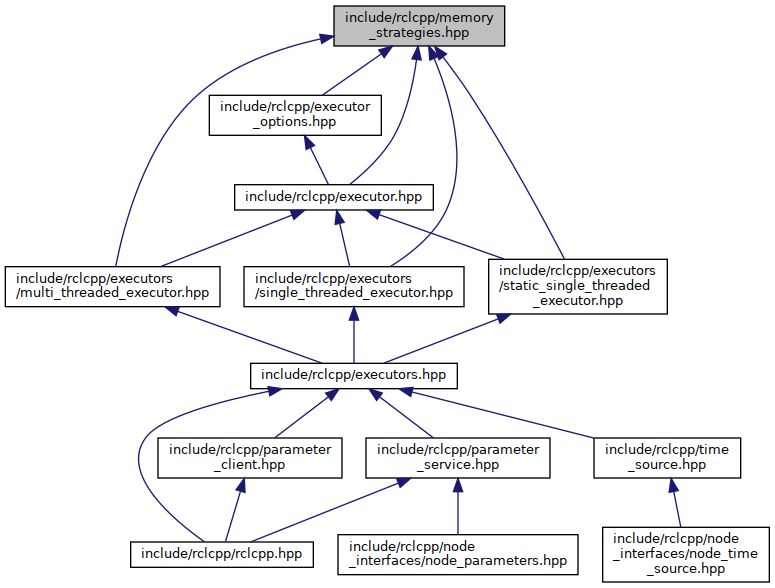 include/rclcpp/memory
_strategies.hpp
include/rclcpp/executor
_options.hpp
include/rclcpp/executor.hpp
include/rclcpp/executors
/multi_threaded_executor.hpp
include/rclcpp/executors
/single_threaded_executor.hpp
include/rclcpp/executors
/static_single_threaded
_executor.hpp
include/rclcpp/executors.hpp
include/rclcpp/parameter
_client.hpp
include/rclcpp/parameter
_service.hpp
include/rclcpp/time
_source.hpp
include/rclcpp/rclcpp.hpp
include/rclcpp/node
_interfaces/node_parameters.hpp
include/rclcpp/node
_interfaces/node_time
_source.hpp